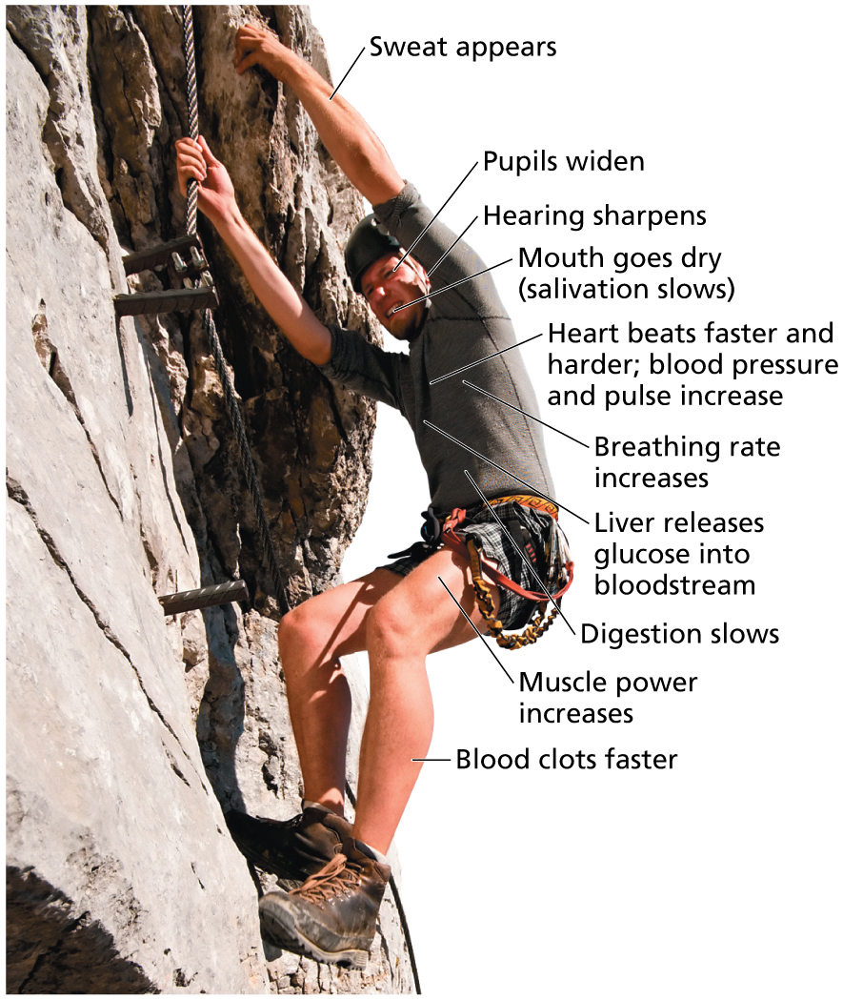 Sweat appears
Pupils widen
Hearing sharpens
Mouth goes dry
(salivation slows)
Heart beats faster and
harder; blood pressure
and pulse increase
Breathing rate
increases
Liver releases
glucose into
bloodstream
Digestion slows
Muscle power
increases
Blood clots faster